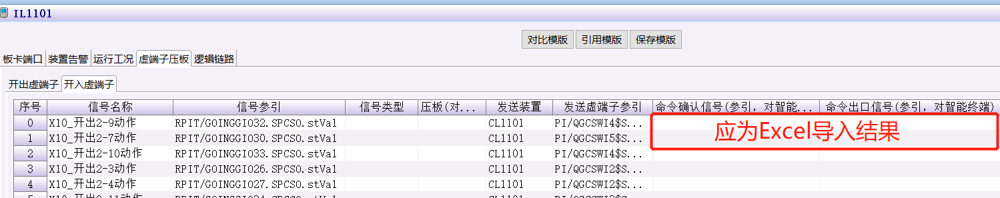 IL1101
对比模版 引用模版 保存模版
板卡端口 装置告警 运行工况 虚端子压板 逻辑链路
开出虚端子 开入虚端子
序号 信号名称 信号参引 信号类型 压板(对... 发送装置 发送虚端子参引 命令确认信号(参引，对智能... 命令出口信号(参引，对智能终端)
0 X10_开出2-9动作 RPIT/GOINGGIO32.SPCSO.stVal CL1101 PI/QGCSWI4$S...
应为Excel导入结果
1 X10_开出2-7动作 RPIT/GOINGGIO30.SPCSO.stVal CL1101 PI/QGCSWI5$S...
2 X10_开出2-10动作 RPIT/GOINGGIO33.SPCSO.stVal CL1101 PI/QGCSWI4$S...
3 X10_开出2-3动作 RPIT/GOINGGIO26.SPCSO.stVal CL1101 PI/QGCSWI2$S...
4 X10_开出2-4动作 RPIT/GOINGGIO27.SPCSO.stVal CL1101 PI/QGCSWI2$S...